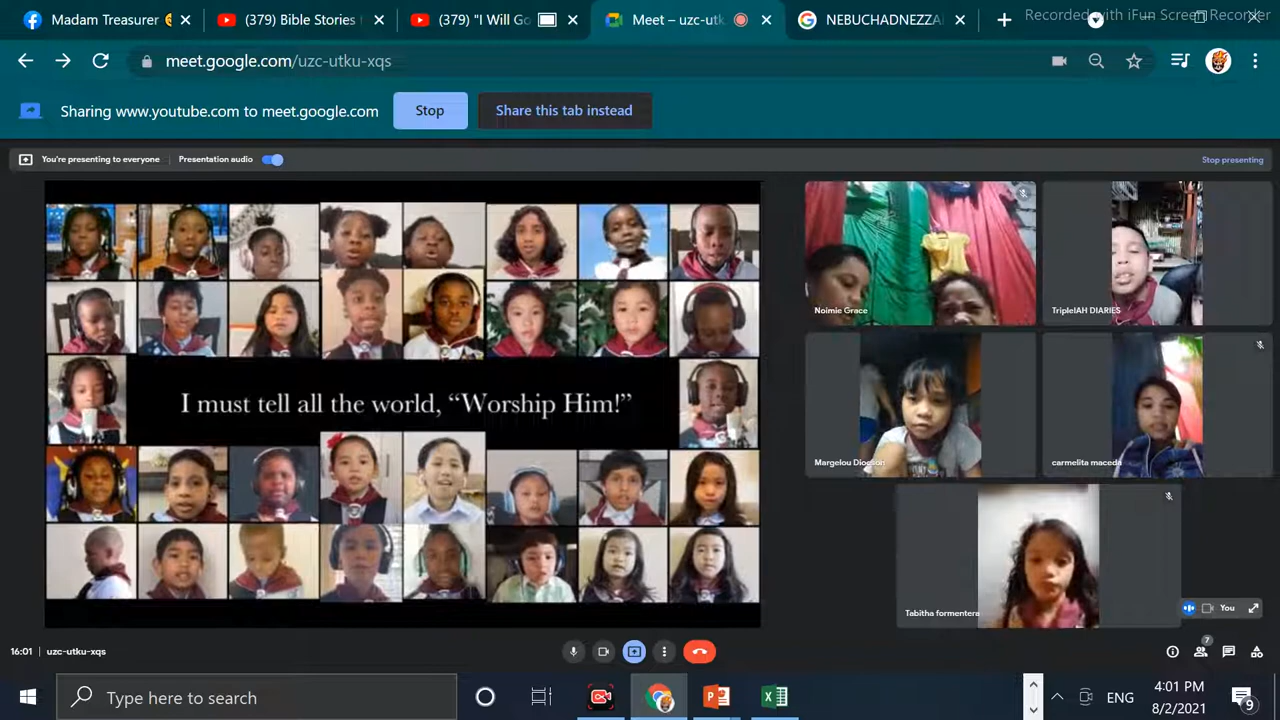 Madam Treasurer
(379) Bible Stories f
(379) "I Will Go
Meet – uzc-utk
NEBUCHADNEZZA
Recorded with iFun Screen Recorder
meet.google.com/uzc-utku-xqs
Sharing www.youtube.com to meet.google.com
Stop
Share this tab instead
You're presenting to everyone
Presentation audio
Stop presenting
Noimie Grace
TripleIAH DIARIES
I must tell all the world, “Worship Him!”
Margelou Dioson
carmelita maceda
Tabitha formentera
You
16:01
uzc-utku-xqs
7
Type here to search
ENG
4:01 PM
8/2/2021
9